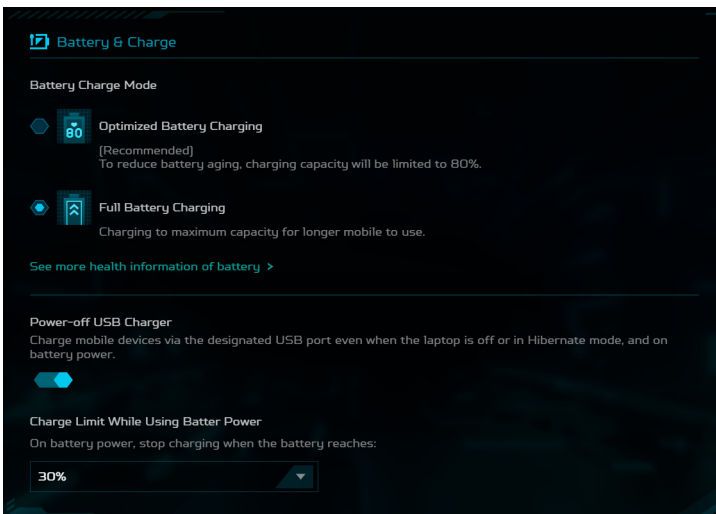 Battery & Charge
Battery Charge Mode
80
Optimized Battery Charging
(Recommended)
To reduce battery aging, charging capacity will be limited to 80%.
Full Battery Charging
Charging to maximum capacity for longer mobile to use.
See more health information of battery >
Power-off USB Charger
Charge mobile devices via the designated USB port even when the laptop is off or in Hibernate mode, and on
battery power.
Charge Limit While Using Batter Power
On battery power, stop charging when the battery reaches:
30%